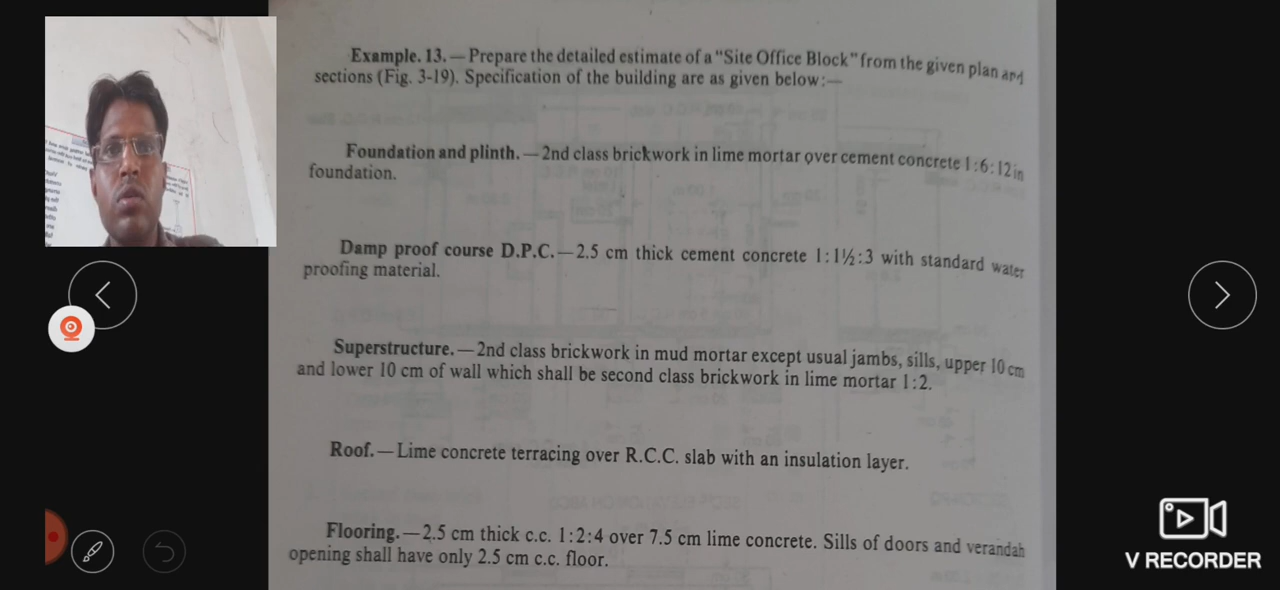 Example. 13. — Prepare the detailed estimate of a "Site Office Block" from the given plan and
sections (Fig. 3-19). Specification of the building are as given below:—
Foundation and plinth. — 2nd class brickwork in lime mortar over cement concrete 1:6:12 in
foundation.
Damp proof course D.P.C.— 2.5 cm thick cement concrete 1:1½:3 with standard water
proofing material.
Superstructure. — 2nd class brickwork in mud mortar except usual jambs, sills, upper 10 cm
and lower 10 cm of wall which shall be second class brickwork in lime mortar 1:2.
Roof. — Lime concrete terracing over R.C.C. slab with an insulation layer.
Flooring. — 2.5 cm thick c.c. 1:2:4 over 7.5 cm lime concrete. Sills of doors and verandah
opening shall have only 2.5 cm c.c. floor.
V RECORDER